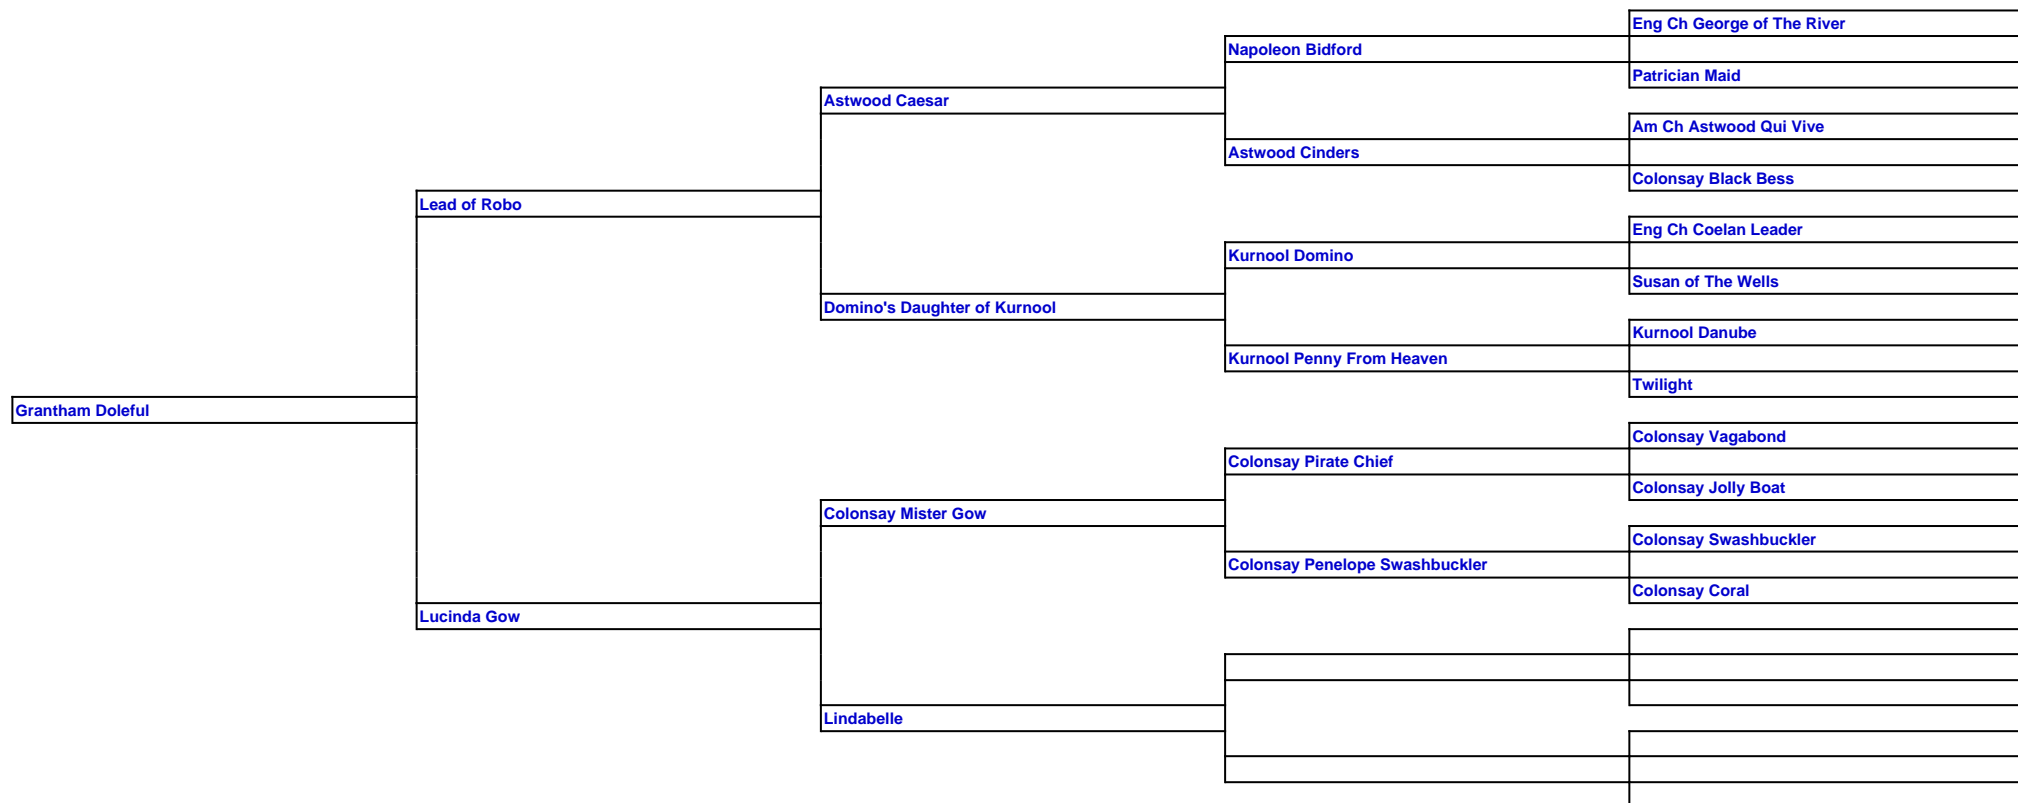 Eng Ch George of The River
Napoleon Bidford
Patrician Maid
Astwood Caesar
Am Ch Astwood Qui Vive
Astwood Cinders
Colonsay Black Bess
Lead of Robo
Eng Ch Coelan Leader
Kurnool Domino
Susan of The Wells
Domino's Daughter of Kurnool
Kurnool Danube
Kurnool Penny From Heaven
Twilight
Grantham Doleful
Colonsay Vagabond
Colonsay Pirate Chief
Colonsay Jolly Boat
Colonsay Mister Gow
Colonsay Swashbuckler
Colonsay Penelope Swashbuckler
Colonsay Coral
Lucinda Gow
Lindabelle